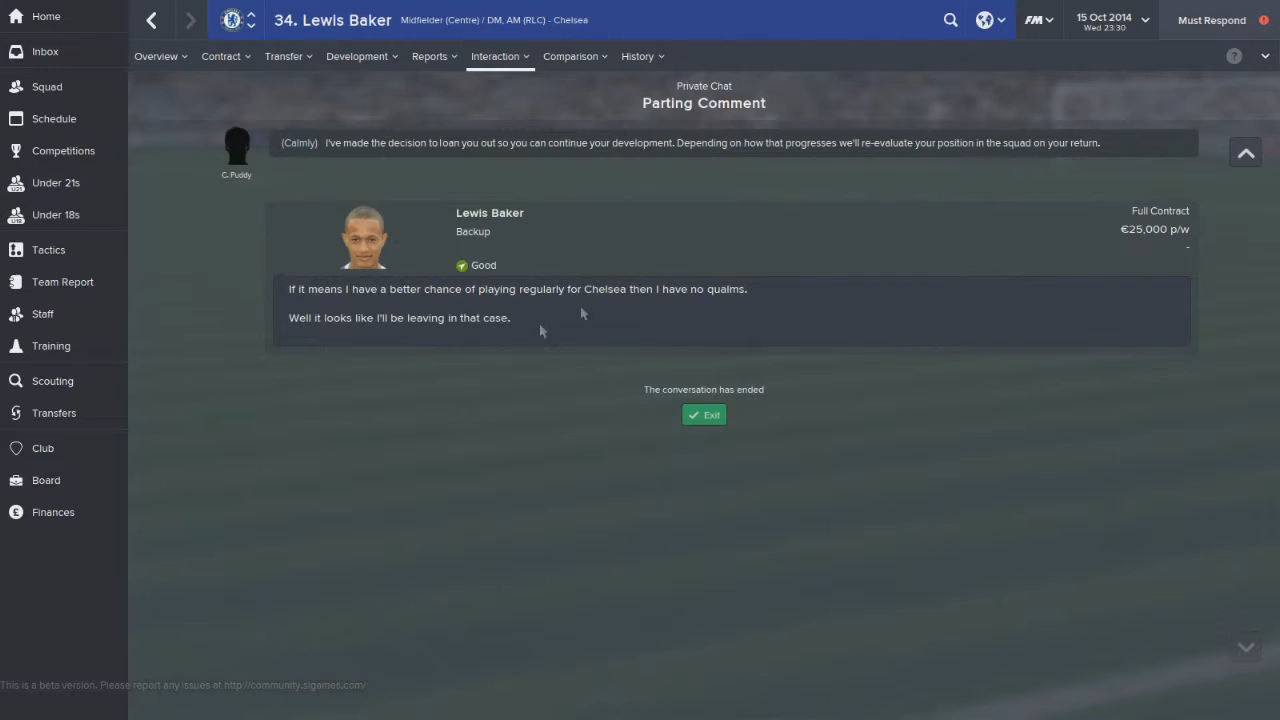 Home
34. Lewis Baker
Midfielder (Centre) / DM, AM (RLC) - Chelsea
FM
15 Oct 2014
Wed 23:30
Must Respond
Inbox
Overview
Contract
Transfer
Development
Reports
Interaction
Comparison
History
?
Squad
Schedule
Competitions
Under 21s
Under 18s
Tactics
Team Report
Staff
Training
Scouting
Transfers
Club
Board
Finances
Private Chat
Parting Comment
(Calmly) I've made the decision to loan you out so you can continue your development. Depending on how that progresses we'll re-evaluate your position in the squad on your return.
C. Puddy
Lewis Baker
Backup
Good
Full Contract
€25,000 p/w
-
If it means I have a better chance of playing regularly for Chelsea then I have no qualms.
Well it looks like I'll be leaving in that case.
The conversation has ended
Exit
This is a beta version. Please report any issues at http://community.sigames.com/